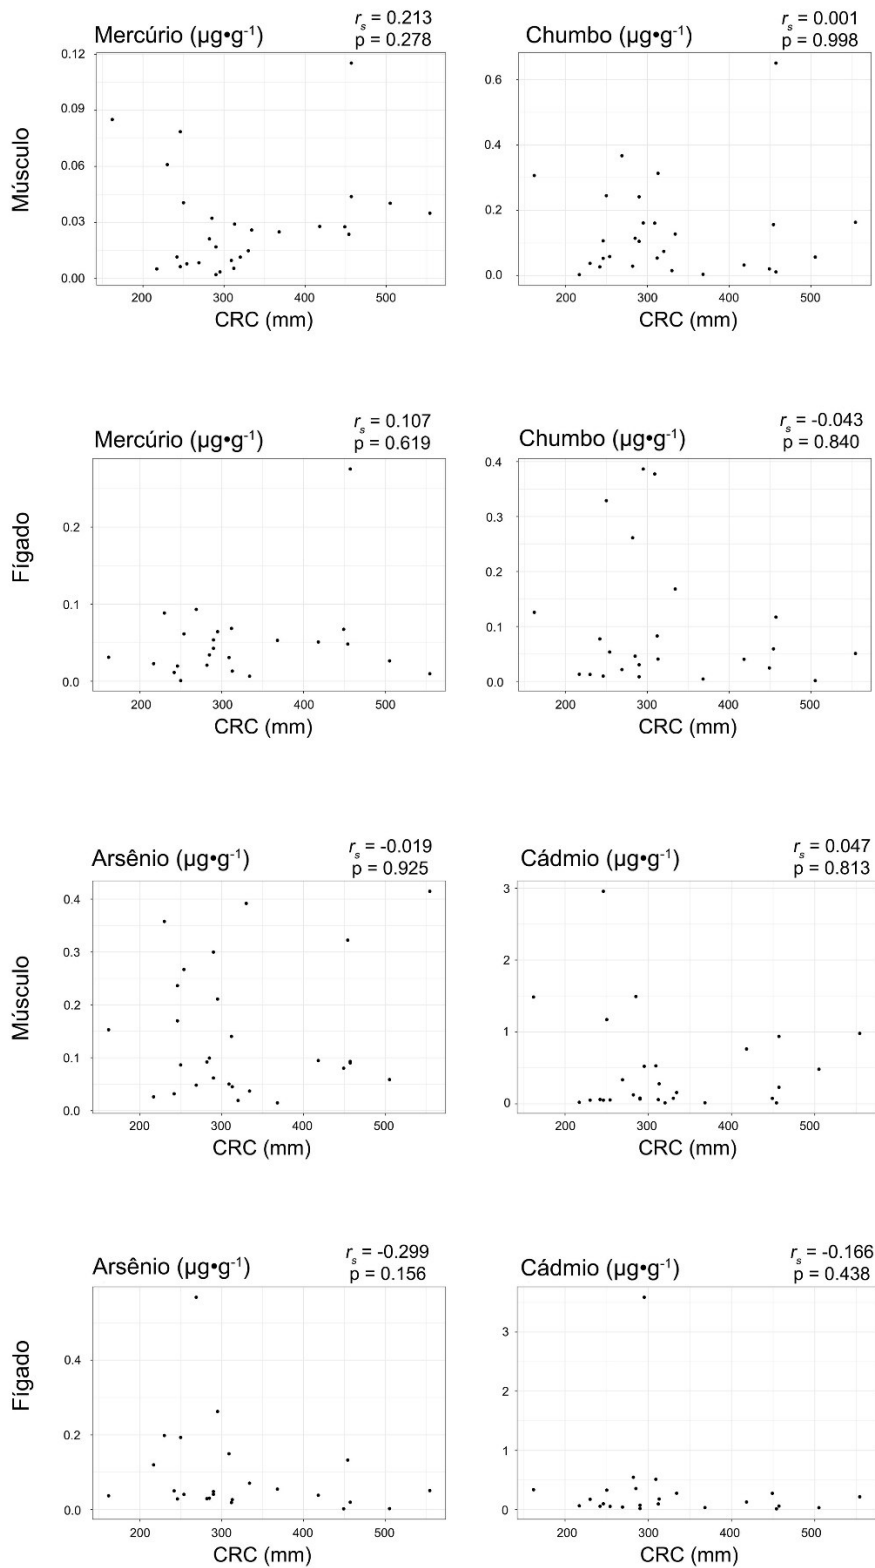 Mercúrio (µg•g-1)
rs = 0.213
p = 0.278
Músculo
0.12
0.09
0.06
0.03
0.00
200 300 400 500
CRC (mm)
Chumbo (µg•g-1)
rs = 0.001
p = 0.998
0.6
0.4
0.2
0.0
200 300 400 500
CRC (mm)
Mercúrio (µg•g-1)
rs = 0.107
p = 0.619
Fígado
0.2
0.1
0.0
200 300 400 500
CRC (mm)
Chumbo (µg•g-1)
rs = -0.043
p = 0.840
0.4
0.3
0.2
0.1
0.0
200 300 400 500
CRC (mm)
Arsênio (µg•g-1)
rs = -0.019
p = 0.925
Músculo
0.4
0.3
0.2
0.1
0.0
200 300 400 500
CRC (mm)
Cádmio (µg•g-1)
rs = 0.047
p = 0.813
3
2
1
0
200 300 400 500
CRC (mm)
Arsênio (µg•g-1)
rs = -0.299
p = 0.156
Fígado
0.4
0.2
0.0
200 300 400 500
CRC (mm)
Cádmio (µg•g-1)
rs = -0.166
p = 0.438
3
2
1
0
200 300 400 500
CRC (mm)